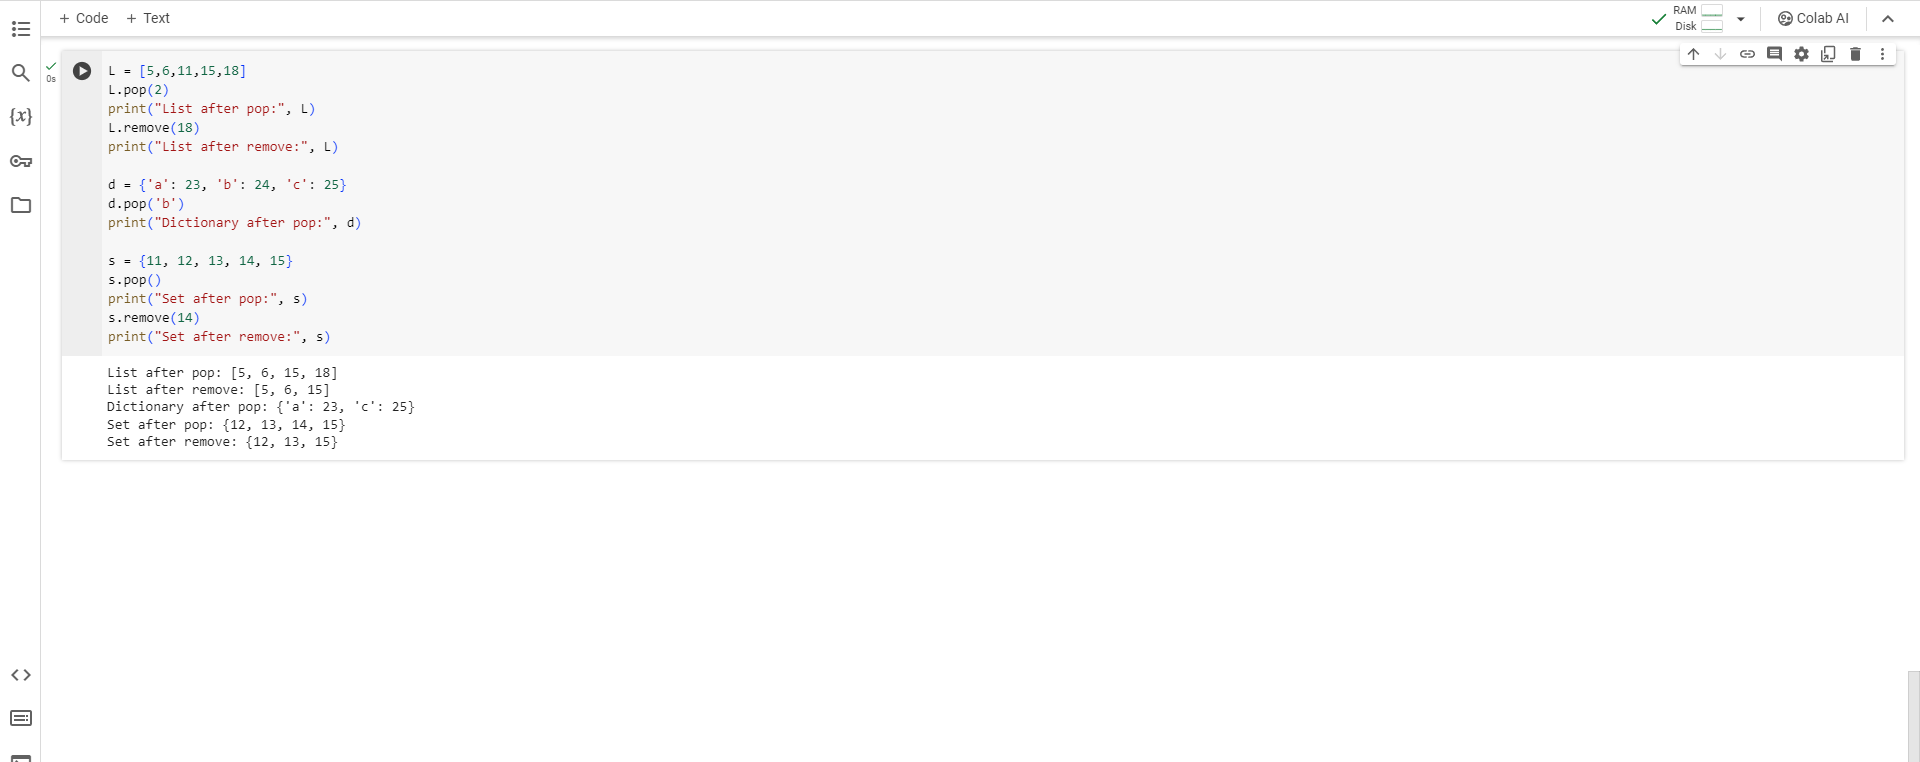 + Code + Text
RAM
Disk
Colab AI
{x}
0s
L = [5,6,11,15,18]
L.pop(2)
print("List after pop:", L)
L.remove(18)
print("List after remove:", L)
d = {'a': 23, 'b': 24, 'c': 25}
d.pop('b')
print("Dictionary after pop:", d)
s = {11, 12, 13, 14, 15}
s.pop()
print("Set after pop:", s)
s.remove(14)
print("Set after remove:", s)
List after pop: [5, 6, 15, 18]
List after remove: [5, 6, 15]
Dictionary after pop: {'a': 23, 'c': 25}
Set after pop: {12, 13, 14, 15}
Set after remove: {12, 13, 15}